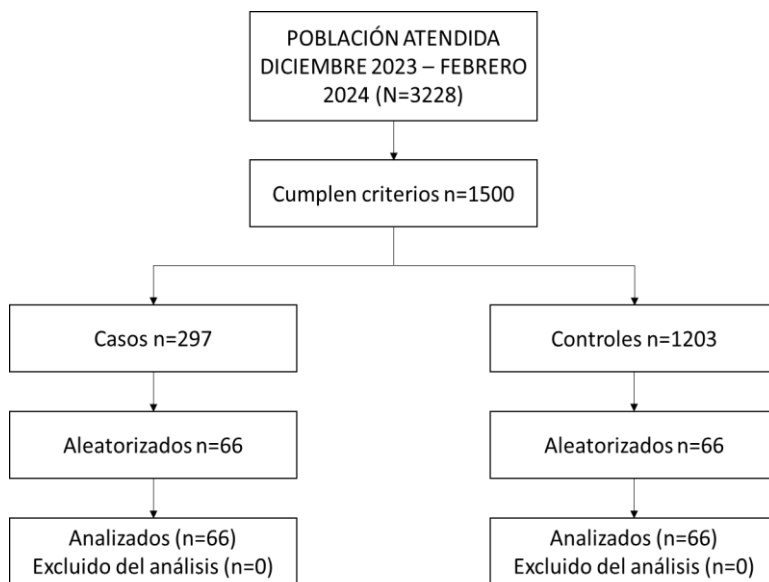 POBLACIÓN ATENDIDA
DICIEMBRE 2023 – FEBRERO
2024 (N=3228)
Cumplen criterios n=1500
Casos n=297
Controles n=1203
Aleatorizados n=66
Aleatorizados n=66
Analizados (n=66)
Excluido del análisis (n=0)
Analizados (n=66)
Excluido del análisis (n=0)